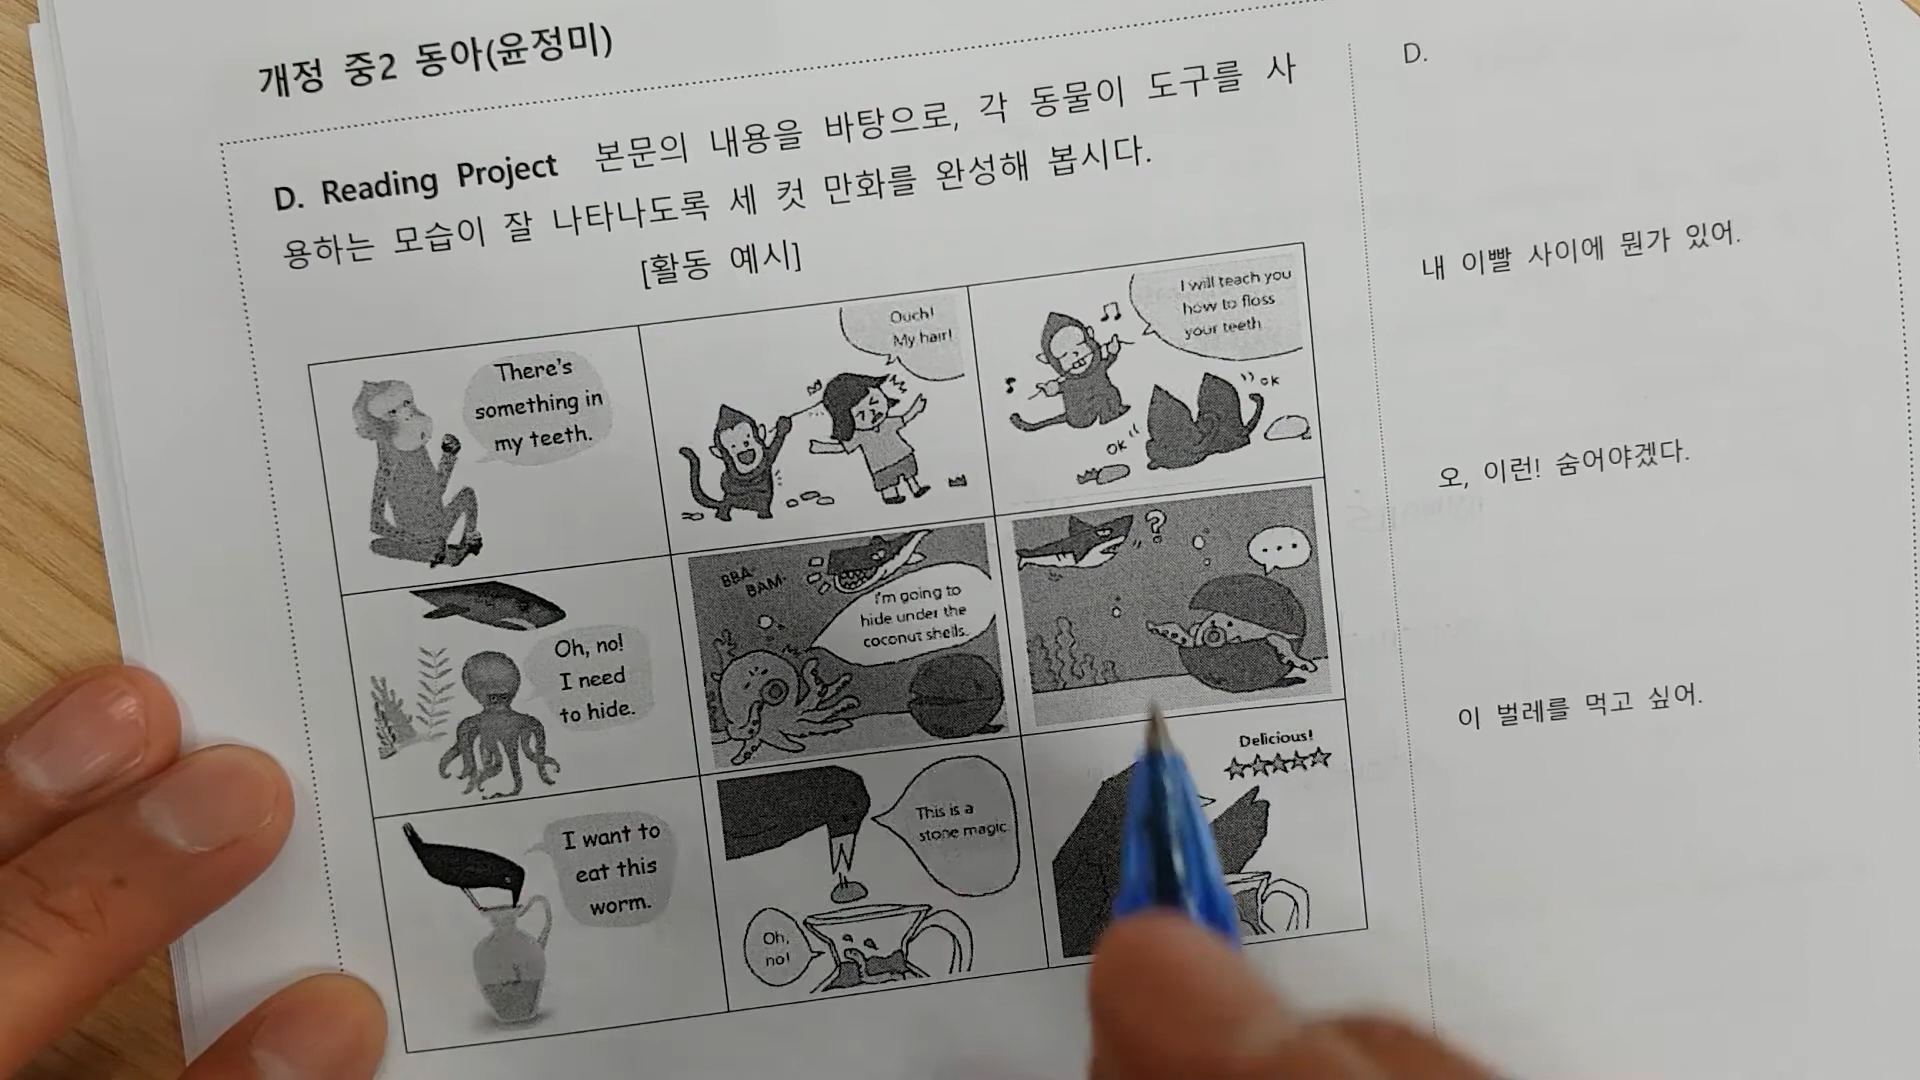 개정 중2 동아(윤정미)
D. Reading Project 본문의 내용을 바탕으로, 각 동물이 도구를 사
용하는 모습이 잘 나타나도록 세 컷 만화를 완성해 봅시다.
[활동 예시]
There's
something in
my teeth.
Ouch!
My hair!
I will teach you
how to floss
your teeth
OK
OK
Oh, no!
I need
to hide.
BBA
BAM
I'm going to
hide under the
coconut shells.
?
...
I want to
eat this
worm.
This is a
stone magic
Oh,
no!
Delicious!
D.
내 이빨 사이에 뭔가 있어.
오, 이런! 숨어야겠다.
이 벌레를 먹고 싶어.